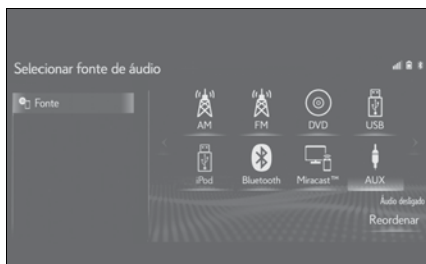 Selecionar fonte de áudio
Fonte
AM FM DVD USB
iPod Bluetooth Miracast™ AUX
Áudio desligado
Reordenar